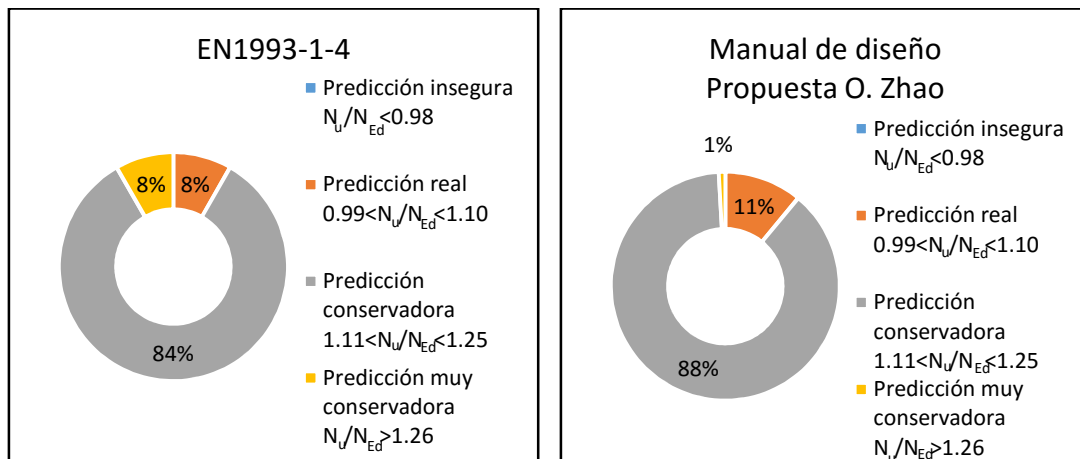 EN1993-1-4
Predicción insegura
Nu/NEd<0.98
Predicción real
0.99<Nu/NEd<1.10
Predicción
conservadora
1.11<Nu/NEd<1.25
Predicción muy
conservadora
Nu/NEd>1.26
8%
8%
84%
Manual de diseño
Propuesta O. Zhao
Predicción insegura
Nu/NEd<0.98
Predicción real
0.99<Nu/NEd<1.10
Predicción
conservadora
1.11<Nu/NEd<1.25
Predicción muy
conservadora
Nu/NEd>1.26
1%
11%
88%